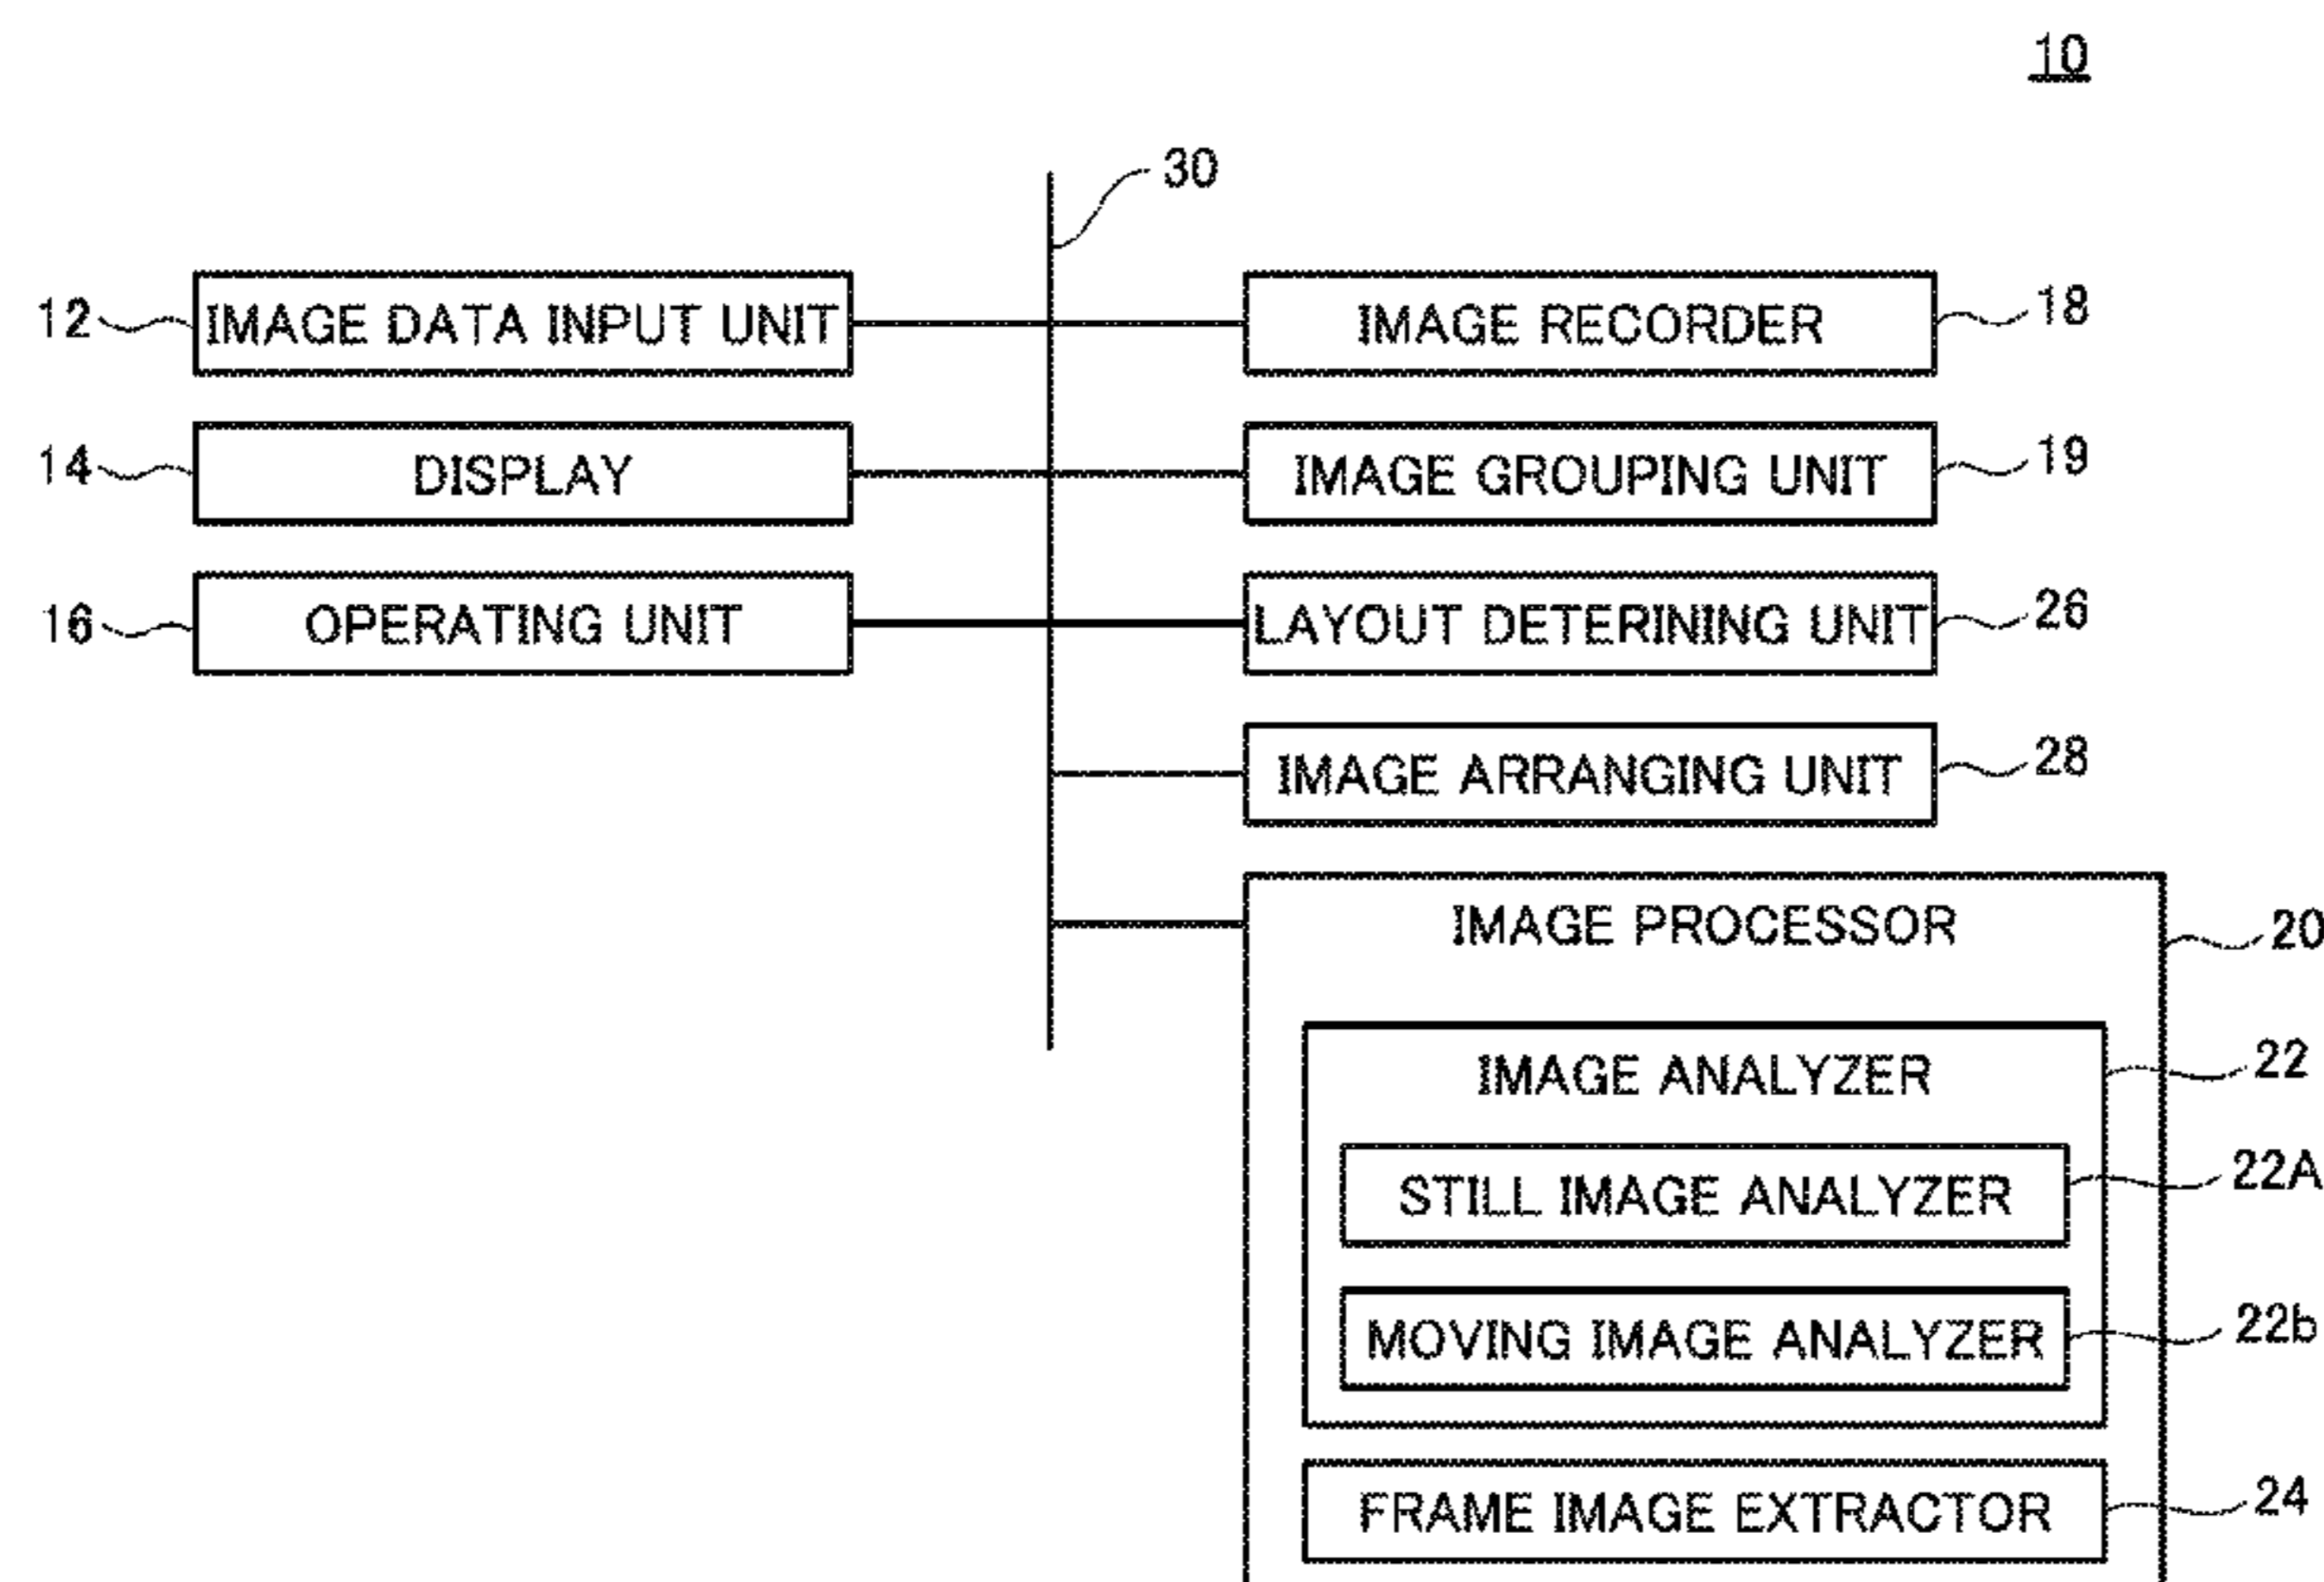 10
30
12 IMAGE DATA INPUT UNIT IMAGE RECORDER 18
14 DISPLAY IMAGE GROUPING UNIT 19
16 OPERATING UNIT LAYOUT DETERINING UNIT 26
IMAGE ARRANGING UNIT 28
IMAGE PROCESSOR 20
IMAGE ANALYZER 22
STILL IMAGE ANALYZER 22A
MOVING IMAGE ANALYZER 22b
FRAME IMAGE EXTRACTOR 24